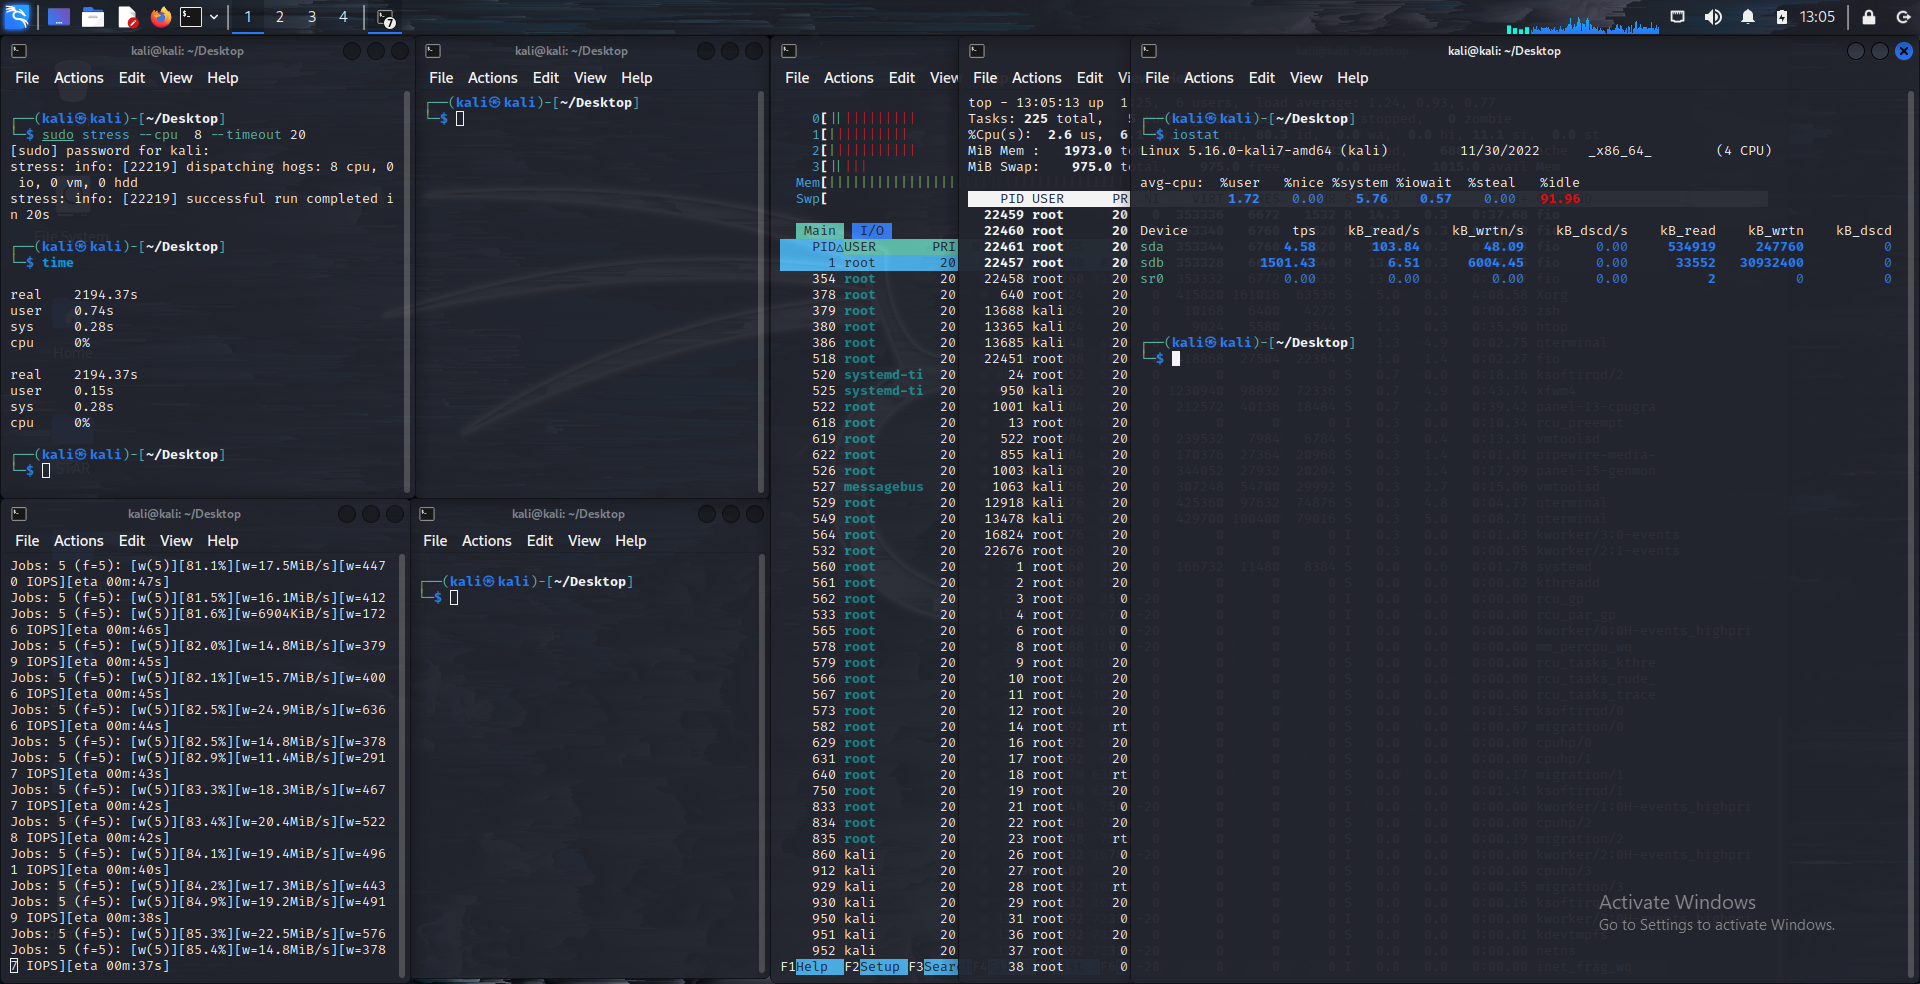 1 2 3 4 7 13:05
kali@kali: ~/Desktop
File Actions Edit View Help
┌──(kali㉿kali)-[~/Desktop]
└─$ sudo stress --cpu  8 --timeout 20
[sudo] password for kali:
stress: info: [22219] dispatching hogs: 8 cpu, 0
 io, 0 vm, 0 hdd
stress: info: [22219] successful run completed i
n 20s
┌──(kali㉿kali)-[~/Desktop]
└─$ time
real    2194.37s
user    0.74s
sys     0.28s
cpu     0%
real    2194.37s
user    0.15s
sys     0.28s
cpu     0%
┌──(kali㉿kali)-[~/Desktop]
└─$
kali@kali: ~/Desktop
File Actions Edit View Help
┌──(kali㉿kali)-[~/Desktop]
└─$
kali@kali: ~/Desktop
File Actions Edit View Help
Jobs: 5 (f=5): [w(5)][81.1%][w=17.5MiB/s][w=447
0 IOPS][eta 00m:47s]
Jobs: 5 (f=5): [w(5)][81.5%][w=16.1MiB/s][w=412
Jobs: 5 (f=5): [w(5)][81.6%][w=6904KiB/s][w=172
6 IOPS][eta 00m:46s]
Jobs: 5 (f=5): [w(5)][82.0%][w=14.8MiB/s][w=379
9 IOPS][eta 00m:45s]
Jobs: 5 (f=5): [w(5)][82.1%][w=15.7MiB/s][w=400
6 IOPS][eta 00m:45s]
Jobs: 5 (f=5): [w(5)][82.5%][w=24.9MiB/s][w=636
6 IOPS][eta 00m:44s]
Jobs: 5 (f=5): [w(5)][82.5%][w=14.8MiB/s][w=378
Jobs: 5 (f=5): [w(5)][82.9%][w=11.4MiB/s][w=291
7 IOPS][eta 00m:43s]
Jobs: 5 (f=5): [w(5)][83.3%][w=18.3MiB/s][w=467
7 IOPS][eta 00m:42s]
Jobs: 5 (f=5): [w(5)][83.4%][w=20.4MiB/s][w=522
8 IOPS][eta 00m:42s]
Jobs: 5 (f=5): [w(5)][84.1%][w=19.4MiB/s][w=496
1 IOPS][eta 00m:40s]
Jobs: 5 (f=5): [w(5)][84.2%][w=17.3MiB/s][w=443
Jobs: 5 (f=5): [w(5)][84.9%][w=19.2MiB/s][w=491
9 IOPS][eta 00m:38s]
Jobs: 5 (f=5): [w(5)][85.3%][w=22.5MiB/s][w=576
Jobs: 5 (f=5): [w(5)][85.4%][w=14.8MiB/s][w=378
7 IOPS][eta 00m:37s]
kali@kali: ~/Desktop
File Actions Edit View Help
┌──(kali㉿kali)-[~/Desktop]
└─$
File Actions Edit View
0[
1[
2[
3[
Mem[
Swp[
Main I/O
PID△USER PRI
1 root 20
354 root 20
378 root 20
379 root 20
380 root 20
386 root 20
518 root 20
520 systemd-ti 20
525 systemd-ti 20
522 root 20
618 root 20
619 root 20
622 root 20
526 root 20
527 messagebus 20
529 root 20
549 root 20
564 root 20
532 root 20
560 root 20
561 root 20
562 root 20
533 root 20
565 root 20
578 root 20
579 root 20
566 root 20
567 root 20
573 root 20
582 root 20
629 root 20
631 root 20
640 root 20
750 root 20
833 root 20
834 root 20
835 root 20
860 kali 20
912 kali 20
929 kali 20
930 kali 20
950 kali 20
951 kali 20
952 kali 20
F1Help F2Setup F3Sear
File Actions Edit Vi
top - 13:05:13 up 1
Tasks: 225 total,
%Cpu(s): 2.6 us, 6
MiB Mem : 1973.0 t
MiB Swap: 975.0 t
PID USER PR
22459 root 20
22460 root 20
22461 root 20
22457 root 20
22458 root 20
640 root 20
13688 kali 20
13365 kali 20
13685 kali 20
22451 root 20
24 root 20
950 kali 20
1001 kali 20
13 root 20
522 root 20
855 kali 20
1003 kali 20
1063 kali 20
12918 kali 20
13478 kali 20
16824 root 20
22676 root 20
1 root 20
2 root 20
3 root 0
4 root 0
6 root 0
8 root 0
9 root 20
10 root 20
11 root 20
12 root 20
14 root rt
16 root 20
17 root 20
18 root rt
19 root 20
21 root 0
22 root 20
23 root rt
26 root 0
27 root 20
28 root rt
29 root 20
31 root 0
36 root 20
37 root 0
38 root 0
kali@kali: ~/Desktop
File Actions Edit View Help
┌──(kali㉿kali)-[~/Desktop]
└─$ iostat
Linux 5.16.0-kali7-amd64 (kali) 11/30/2022 _x86_64_ (4 CPU)
avg-cpu: %user %nice %system %iowait %steal %idle
1.72 0.00 5.76 0.57 0.00 91.96
Device tps kB_read/s kB_wrtn/s kB_dscd/s kB_read kB_wrtn kB_dscd
sda 4.58 103.84 48.09 0.00 534919 247760 0
sdb 1501.43 6.51 6004.45 0.00 33552 30932400 0
sr0 0.00 0.00 0.00 0.00 2 0 0
┌──(kali㉿kali)-[~/Desktop]
└─$
Activate Windows
Go to Settings to activate Windows.